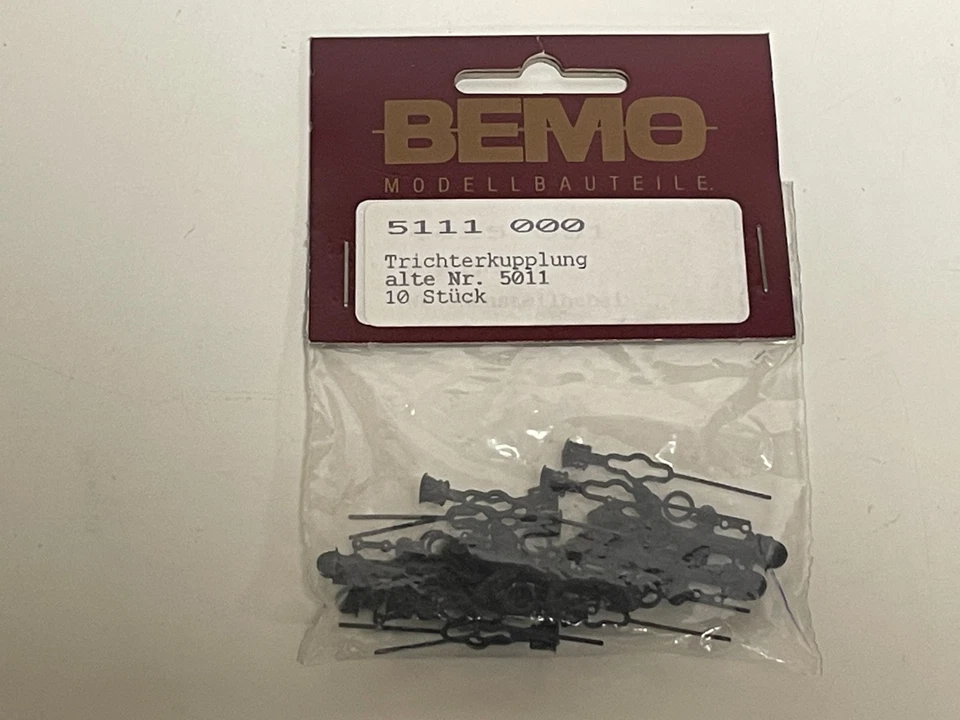 BEMO
MODELLBAUTEILE.
5111 000
Trichterkupplung
alte Nr. 5011
10 Stück